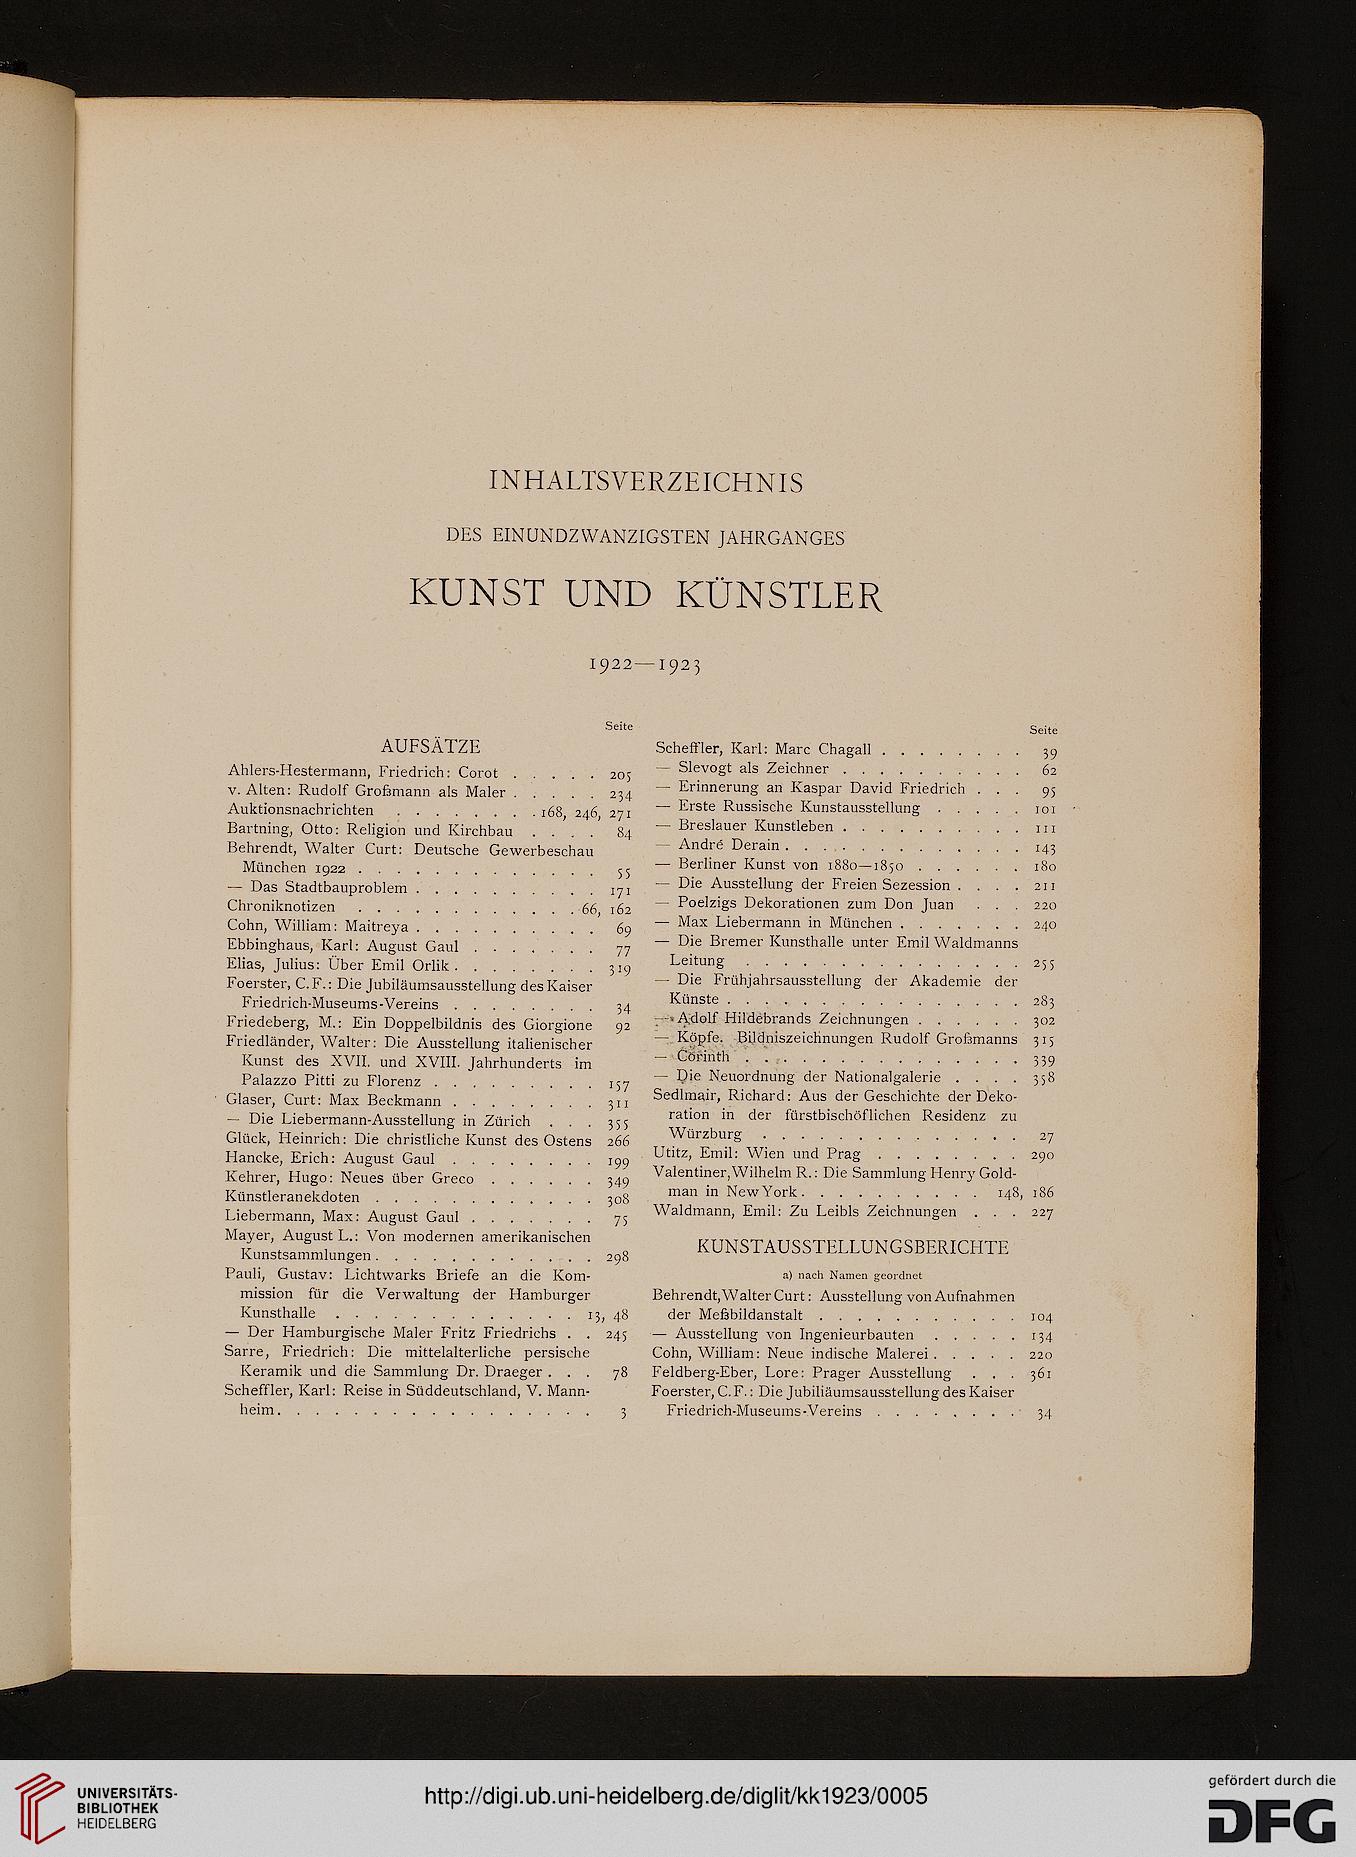 INHALTSVERZEICHNIS
DES EINUNDZWANZIGSTEN JAHRGANGES
KUNST UND KÜNSTLER
1922—1923
Seite
AUFSÄTZE
Ahlers-Hestermann, Friedrich: Corot . . . . . 205
v. Alten: Rudolf Großmann als Maler . . . . . 234
Auktionsnachrichten . . . . . . . . 168, 246, 271
Bartning, Otto: Religion und Kirchbau . . . . 84
Behrendt, Walter Curt: Deutsche Gewerbeschau
München 1922 . . . . . . . . . . . . . 55
— Das Stadtbauproblem . . . . . . . . . . 171
Chroniknotizen . . . . . . . . . . . . 66, 162
Cohn, William: Maitreya . . . . . . . . . . 69
Ebbinghaus, Karl: August Gaul . . . . . . . 77
Elias, Julius: Über Emil Orlik . . . . . . . . 319
Foerster, C. F.: Die Jubiläumsausstellung des Kaiser
Friedrich-Museums-Vereins . . . . . . . . 34
Friedeberg, M.: Ein Doppelbildnis des Giorgione 92
Friedländer, Walter: Die Ausstellung italienischer
Kunst des XVII. und XVIII. Jahrhunderts im
Palazzo Pitti zu Florenz . . . . . . . . . 157
Glaser, Curt: Max Beckmann . . . . . . . . 311
— Die Liebermann-Ausstellung in Zürich . . . 355
Glück, Heinrich: Die christliche Kunst des Ostens 266
Hancke, Erich: August Gaul . . . . . . . . 199
Kehrer, Hugo: Neues über Greco . . . . . . 349
Künstleranekdoten . . . . . . . . . . . . 308
Liebermann, Max: August Gaul . . . . . . . 75
Mayer, August L.: Von modernen amerikanischen
Kunstsammlungen . . . . . . . . . . . . 298
Pauli, Gustav: Lichtwarks Briefe an die Kom-
mission für die Verwaltung der Hamburger
Kunsthalle . . . . . . . . . . . . . 13, 48
— Der Hamburgische Maler Fritz Friedrichs . . 245
Sarre, Friedrich: Die mittelalterliche persische
Keramik und die Sammlung Dr. Draeger . . . 78
Scheffler, Karl: Reise in Süddeutschland, V. Mann-
heim . . . . . . . . . . . . . . . . . 3
Seite
Scheffler, Karl: Marc Chagall . . . . . . . . 39
— Slevogt als Zeichner . . . . . . . . . . 62
— Erinnerung an Kaspar David Friedrich . . . 95
— Erste Russische Kunstausstellung . . . . . 101
— Breslauer Kunstleben . . . . . . . . . . 111
— André Derain . . . . . . . . . . . . . 143
— Berliner Kunst von 1880—1850 . . . . . . 180
— Die Ausstellung der Freien Sezession . . . . 211
— Poelzigs Dekorationen zum Don Juan . . . 220
— Max Liebermann in München . . . . . . . 240
— Die Bremer Kunsthalle unter Emil Waldmanns
Leitung . . . . . . . . . . . . . . . 255
— Die Frühjahrsausstellung der Akademie der
Künste . . . . . . . . . . . . . . . . 283
— Adolf Hildebrands Zeichnungen . . . . . . 302
— Köpfe. Bildniszeichnungen Rudolf Großmanns 315
— Corinth . . . . . . . . . . . . . . . 339
— Die Neuordnung der Nationalgalerie . . . . 358
Sedlmair, Richard: Aus der Geschichte der Deko-
ration in der fürstbischöflichen Residenz zu
Würzburg . . . . . . . . . . . . . . 27
Utitz, Emil: Wien und Prag . . . . . . . . 290
Valentiner, Wilhelm R.: Die Sammlung Henry Gold-
man in New York . . . . . . . . . . 148, 186
Waldmann, Emil: Zu Leibls Zeichnungen . . . 227
KUNSTAUSSTELLUNGSBERICHTE
a) nach Namen geordnet
Behrendt, Walter Curt: Ausstellung von Aufnahmen
der Meßbildanstalt . . . . . . . . . . . 104
— Ausstellung von Ingenieurbauten . . . . . 134
Cohn, William: Neue indische Malerei . . . . . 220
Feldberg-Eber, Lore: Prager Ausstellung . . . 361
Foerster, C. F.: Die Jubiliäumsausstellung des Kaiser
Friedrich-Museums-Vereins . . . . . . . . 34
UNIVERSITÄTS-
BIBLIOTHEK
HEIDELBERG
http://digi.ub.uni-heidelberg.de/diglit/kk1923/0005
gefördert durch die
DFG